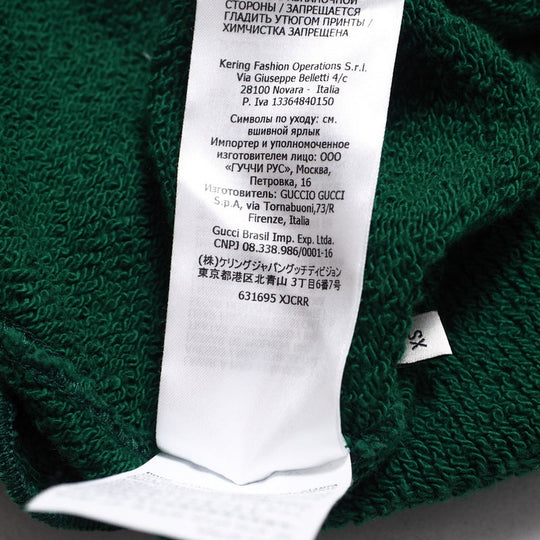 СТОРОНЫ / ЗАПРЕЩАЕТСЯ
ГЛАДИТЬ УТЮГОМ ПРИНТЫ /
ХИМЧИСТКА ЗАПРЕЩЕНА
Kering Fashion Operations S.r.l.
Via Giuseppe Belletti 4/c
28100 Novara - Italia
P. Iva 13364840150
Символы по уходу: см.
вшивной ярлык
Импортер и уполномоченное
изготовителем лицо: ООО
«ГУЧЧИ РУС», Москва,
Петровка, 16
Изготовитель: GUCCIO GUCCI
S.p.A, via Tornabuoni,73/R
Firenze, Italia
Gucci Brasil Imp. Exp. Ltda.
CNPJ 08.338.986/0001-16
(株)ケリングジャパングッチディビジョン
東京都港区北青山 3丁目6番7号
631695 XJCRR
XS